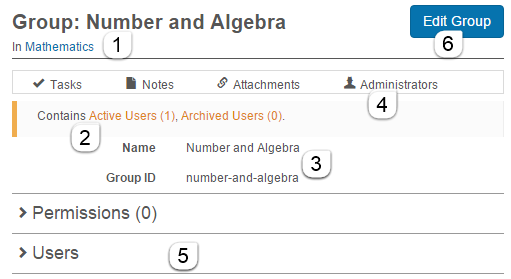 Group: Number and Algebra
Edit Group
In Mathematics
1
6
Tasks Notes Attachments Administrators
4
Contains Active Users (1), Archived Users (0).
2
Name Number and Algebra
3
Group ID number-and-algebra
Permissions (0)
Users
5